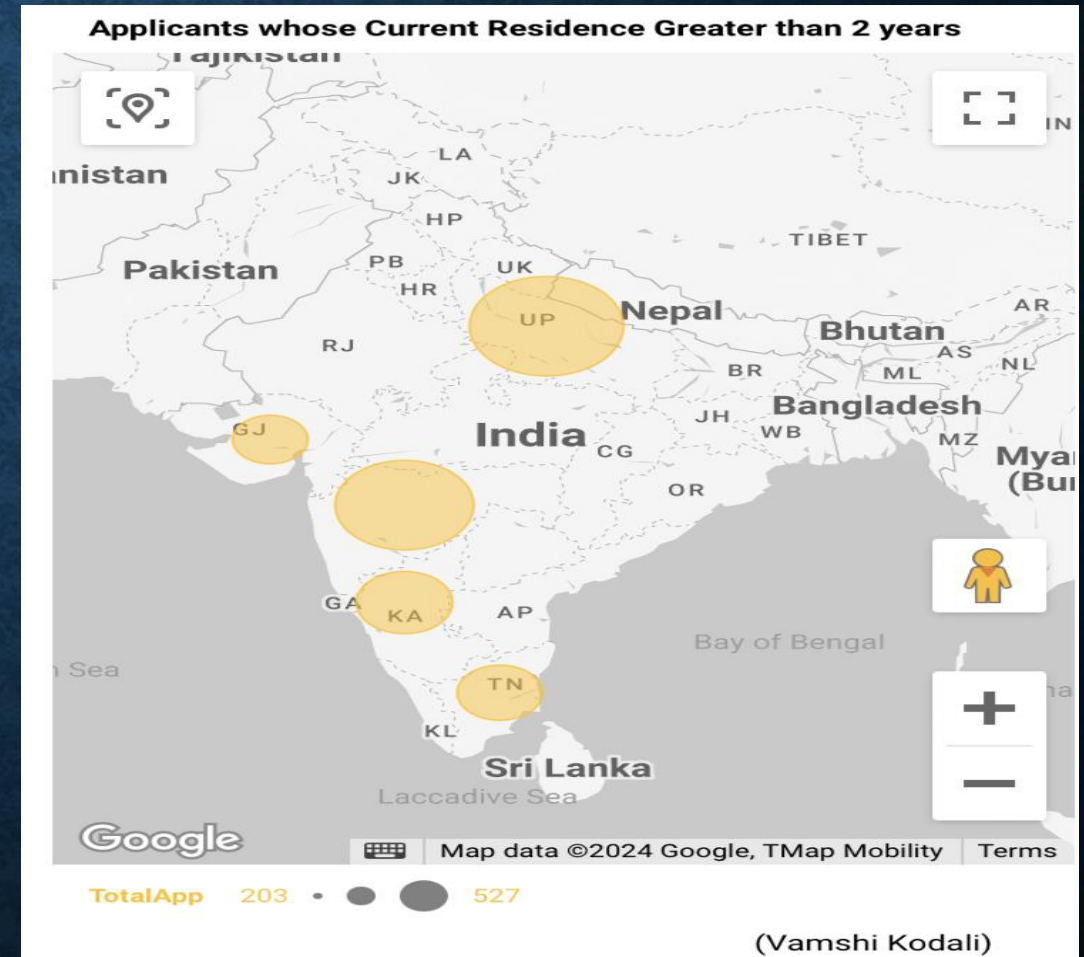 Applicants whose Current Residence Greater than 2 years
Tajikistan
IN
LA
nistan
JK
HP
TIBET
Pakistan
PB
UK
HR
UP
Nepal
AR
Bhutan
RJ
AS
NL
BR
ML
Bangladesh
JH
WB
GJ
India
CG
MZ
Mya
(Bur
OR
GA
KA
AP
Bay of Bengal
Sea
TN
KL
Sri Lanka
Laccadive Sea
Google
Map data ©2024 Google, TMap Mobility
Terms
TotalApp 203 527
(Vamshi Kodali)